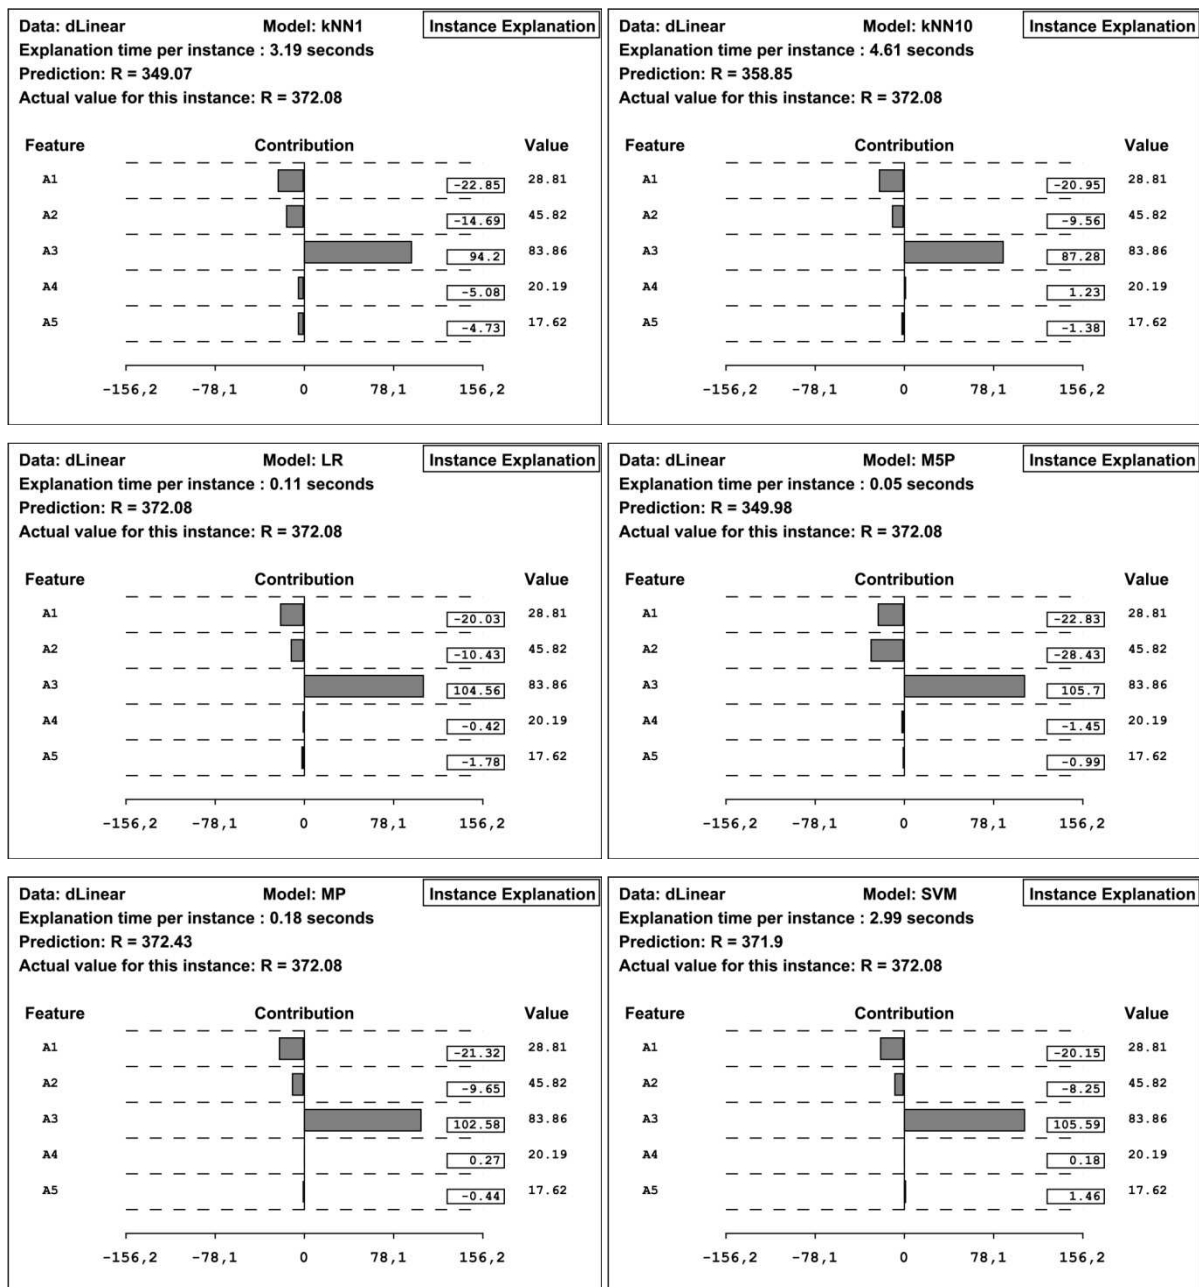 Data: dLinear Model: kNN1 Instance Explanation
Explanation time per instance : 3.19 seconds
Prediction: R = 349.07
Actual value for this instance: R = 372.08
Feature Contribution Value
A1 -22.85 28.81
A2 -14.69 45.82
A3 94.2 83.86
A4 -5.08 20.19
A5 -4.73 17.62
-156,2 -78,1 0 78,1 156,2
Data: dLinear Model: kNN10 Instance Explanation
Explanation time per instance : 4.61 seconds
Prediction: R = 358.85
Actual value for this instance: R = 372.08
Feature Contribution Value
A1 -20.95 28.81
A2 -9.56 45.82
A3 87.28 83.86
A4 1.23 20.19
A5 -1.38 17.62
-156,2 -78,1 0 78,1 156,2
Data: dLinear Model: LR Instance Explanation
Explanation time per instance : 0.11 seconds
Prediction: R = 372.08
Actual value for this instance: R = 372.08
Feature Contribution Value
A1 -20.03 28.81
A2 -10.43 45.82
A3 104.56 83.86
A4 -0.42 20.19
A5 -1.78 17.62
-156,2 -78,1 0 78,1 156,2
Data: dLinear Model: M5P Instance Explanation
Explanation time per instance : 0.05 seconds
Prediction: R = 349.98
Actual value for this instance: R = 372.08
Feature Contribution Value
A1 -22.83 28.81
A2 -28.43 45.82
A3 105.7 83.86
A4 -1.45 20.19
A5 -0.99 17.62
-156,2 -78,1 0 78,1 156,2
Data: dLinear Model: MP Instance Explanation
Explanation time per instance : 0.18 seconds
Prediction: R = 372.43
Actual value for this instance: R = 372.08
Feature Contribution Value
A1 -21.32 28.81
A2 -9.65 45.82
A3 102.58 83.86
A4 0.27 20.19
A5 -0.44 17.62
-156,2 -78,1 0 78,1 156,2
Data: dLinear Model: SVM Instance Explanation
Explanation time per instance : 2.99 seconds
Prediction: R = 371.9
Actual value for this instance: R = 372.08
Feature Contribution Value
A1 -20.15 28.81
A2 -8.25 45.82
A3 105.59 83.86
A4 0.18 20.19
A5 1.46 17.62
-156,2 -78,1 0 78,1 156,2